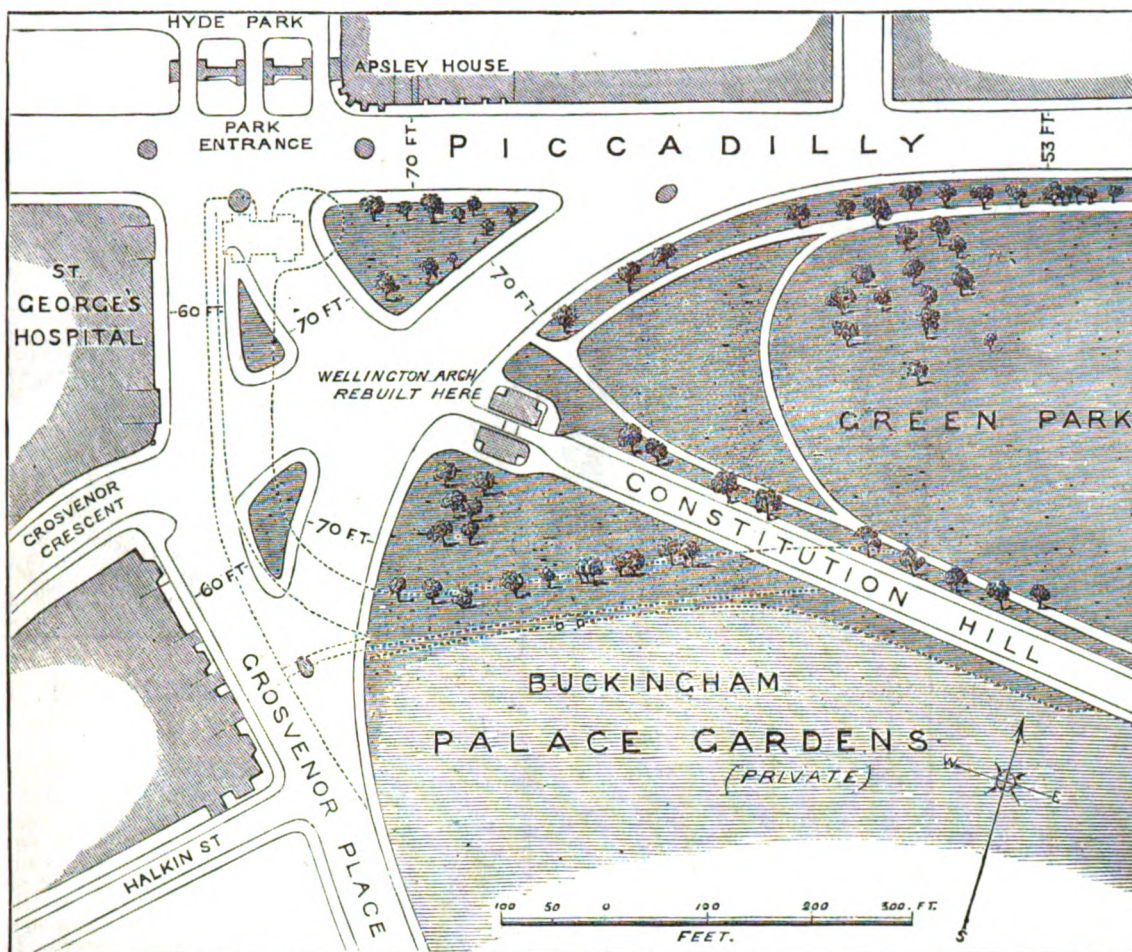 HYDE PARK
APSLEY HOUSE
PARK
ENTRANCE
PICCADILLY
70 FT
53 FT
ST.
GEORGE'S
HOSPITAL
60 FT
70 FT
70 FT
WELLINGTON ARCH
REBUILT HERE
GREEN PARK
GROSVENOR
CRESCENT
70 FT
60 FT
CONSTITUTION HILL
GROSVENOR PLACE
BUCKINGHAM
PALACE GARDENS.
(PRIVATE)
W
E
S
HALKIN ST
100 50 0 100 200 300 FT.
FEET.